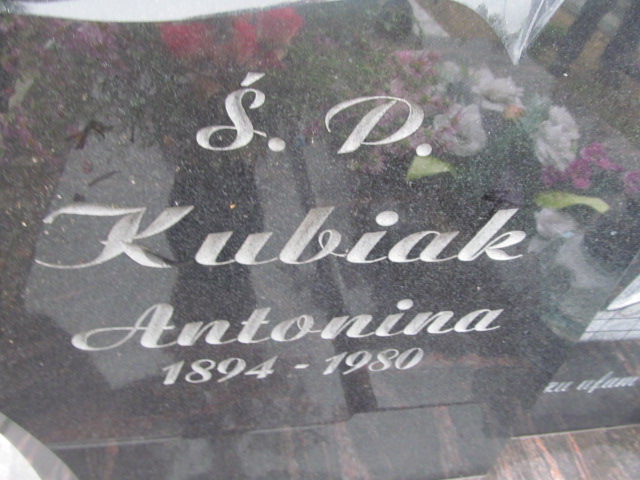 Ś. P.
Kubiak
Antonina
1894 - 1980